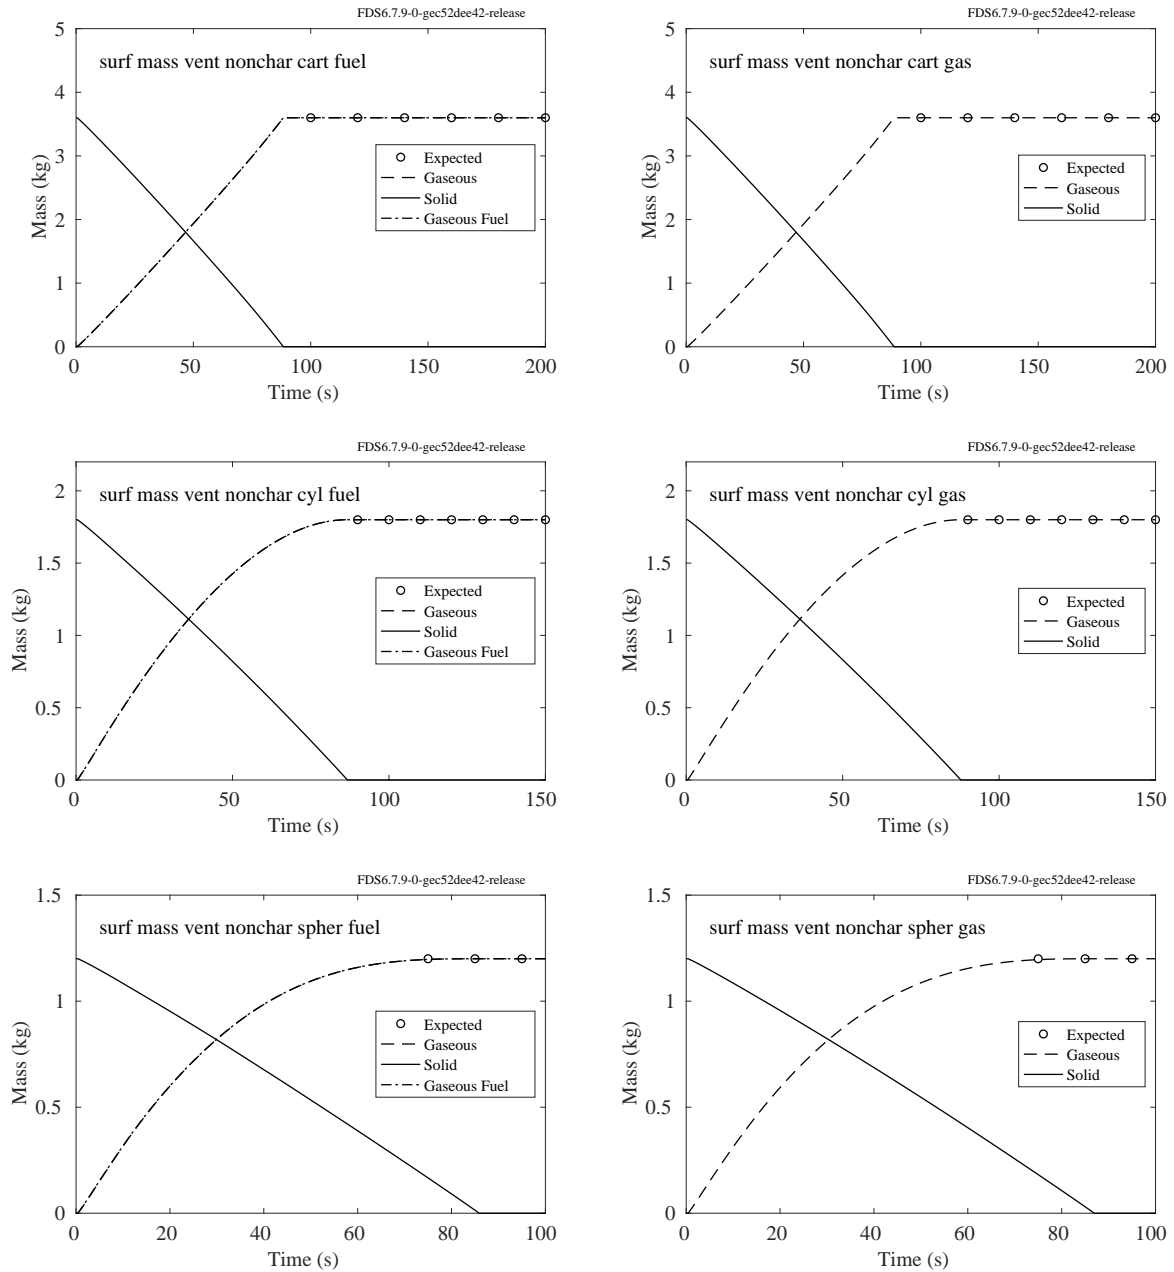 FDS6.7.9-0-gec52dee42-release
surf mass vent nonchar cart fuel
Mass (kg)
5
4
3
2
1
0
Expected
Gaseous
Solid
Gaseous Fuel
0 50 100 150 200
Time (s)
FDS6.7.9-0-gec52dee42-release
surf mass vent nonchar cart gas
Mass (kg)
5
4
3
2
1
0
Expected
Gaseous
Solid
0 50 100 150 200
Time (s)
FDS6.7.9-0-gec52dee42-release
surf mass vent nonchar cyl fuel
Mass (kg)
2
1.5
1
0.5
0
Expected
Gaseous
Solid
Gaseous Fuel
0 50 100 150
Time (s)
FDS6.7.9-0-gec52dee42-release
surf mass vent nonchar cyl gas
Mass (kg)
2
1.5
1
0.5
0
Expected
Gaseous
Solid
0 50 100 150
Time (s)
FDS6.7.9-0-gec52dee42-release
surf mass vent nonchar spher fuel
Mass (kg)
1.5
1
0.5
0
Expected
Gaseous
Solid
Gaseous Fuel
0 20 40 60 80 100
Time (s)
FDS6.7.9-0-gec52dee42-release
surf mass vent nonchar spher gas
Mass (kg)
1.5
1
0.5
0
Expected
Gaseous
Solid
0 20 40 60 80 100
Time (s)